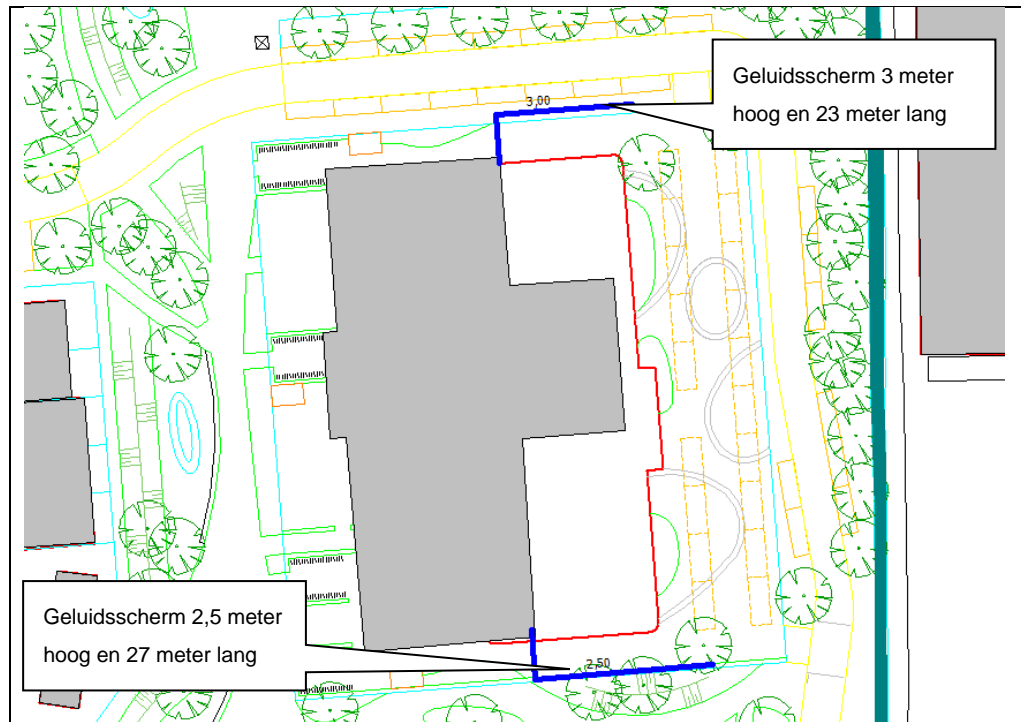 Geluidsscherm 3 meter
hoog en 23 meter lang
3,00
Geluidsscherm 2,5 meter
hoog en 27 meter lang
2,50